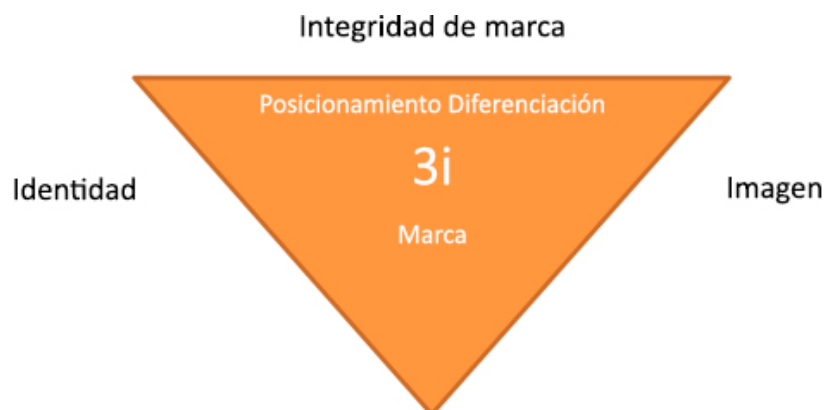 Integridad de marca
Posicionamiento Diferenciación
3i
Identidad
Imagen
Marca